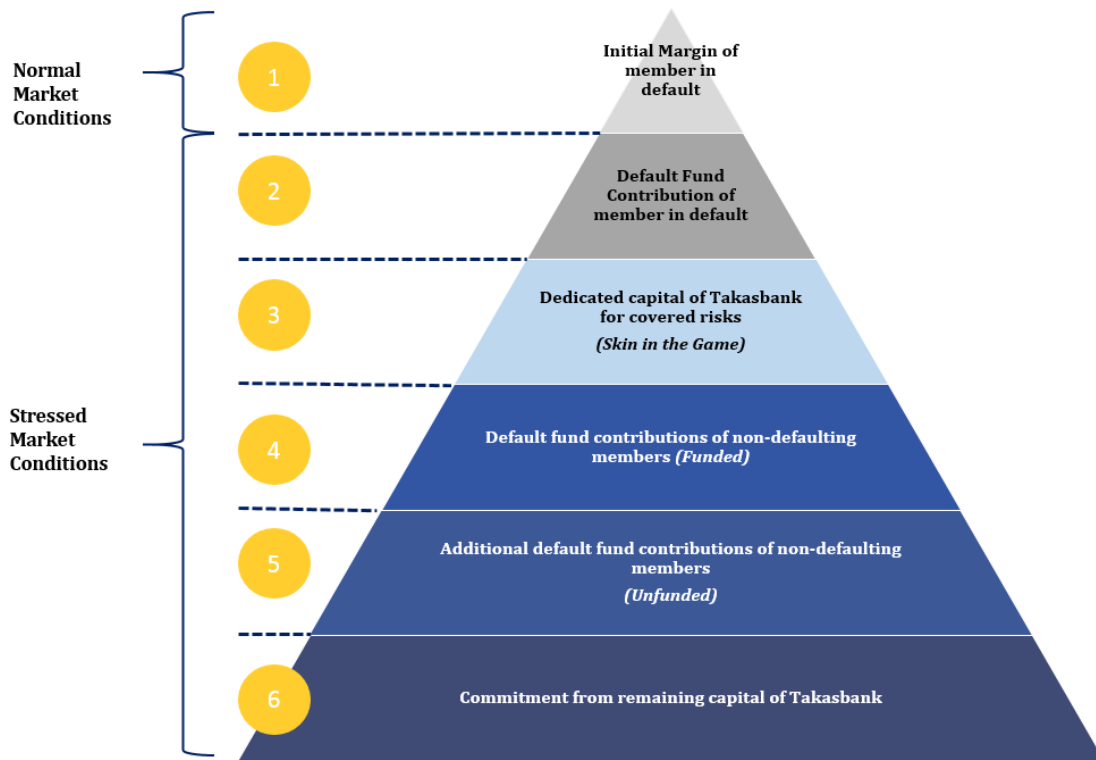 Normal
Market
Conditions
1
Initial Margin of
member in
default
2
Default Fund
Contribution of
member in default
3
Dedicated capital of Takasbank
for covered risks
(Skin in the Game)
Stressed
Market
Conditions
4
Default fund contributions of non-defaulting
members (Funded)
5
Additional default fund contributions of non-defaulting
members
(Unfunded)
6
Commitment from remaining capital of Takasbank